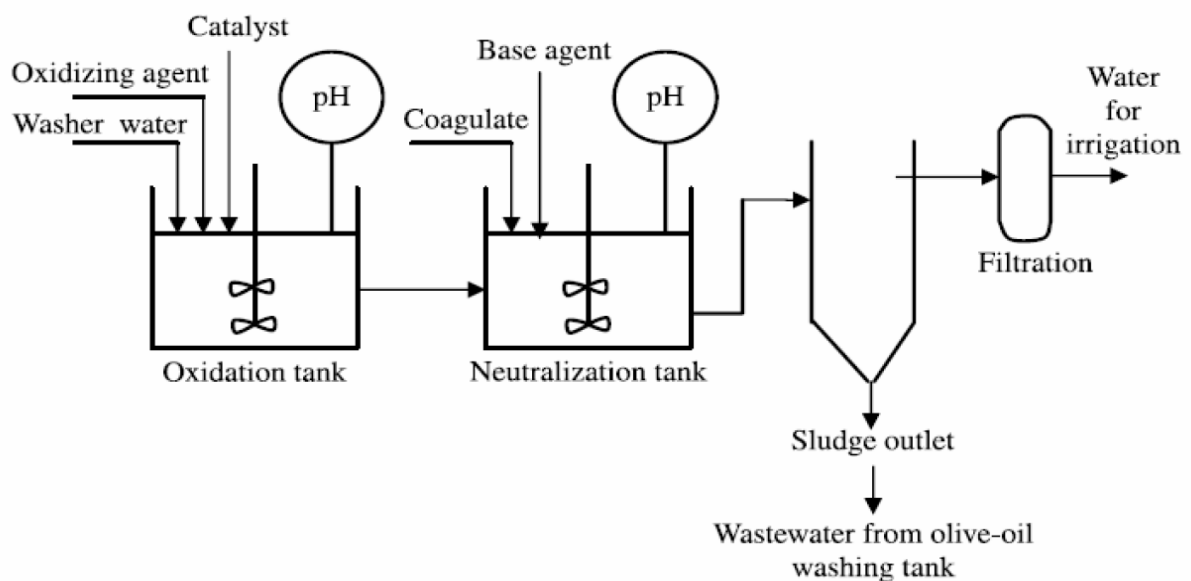 Catalyst
Oxidizing agent
Washer water
pH
Base agent
Coagulate
pH
Water
for
irrigation
Filtration
Oxidation tank
Neutralization tank
Sludge outlet
Wastewater from olive-oil
washing tank